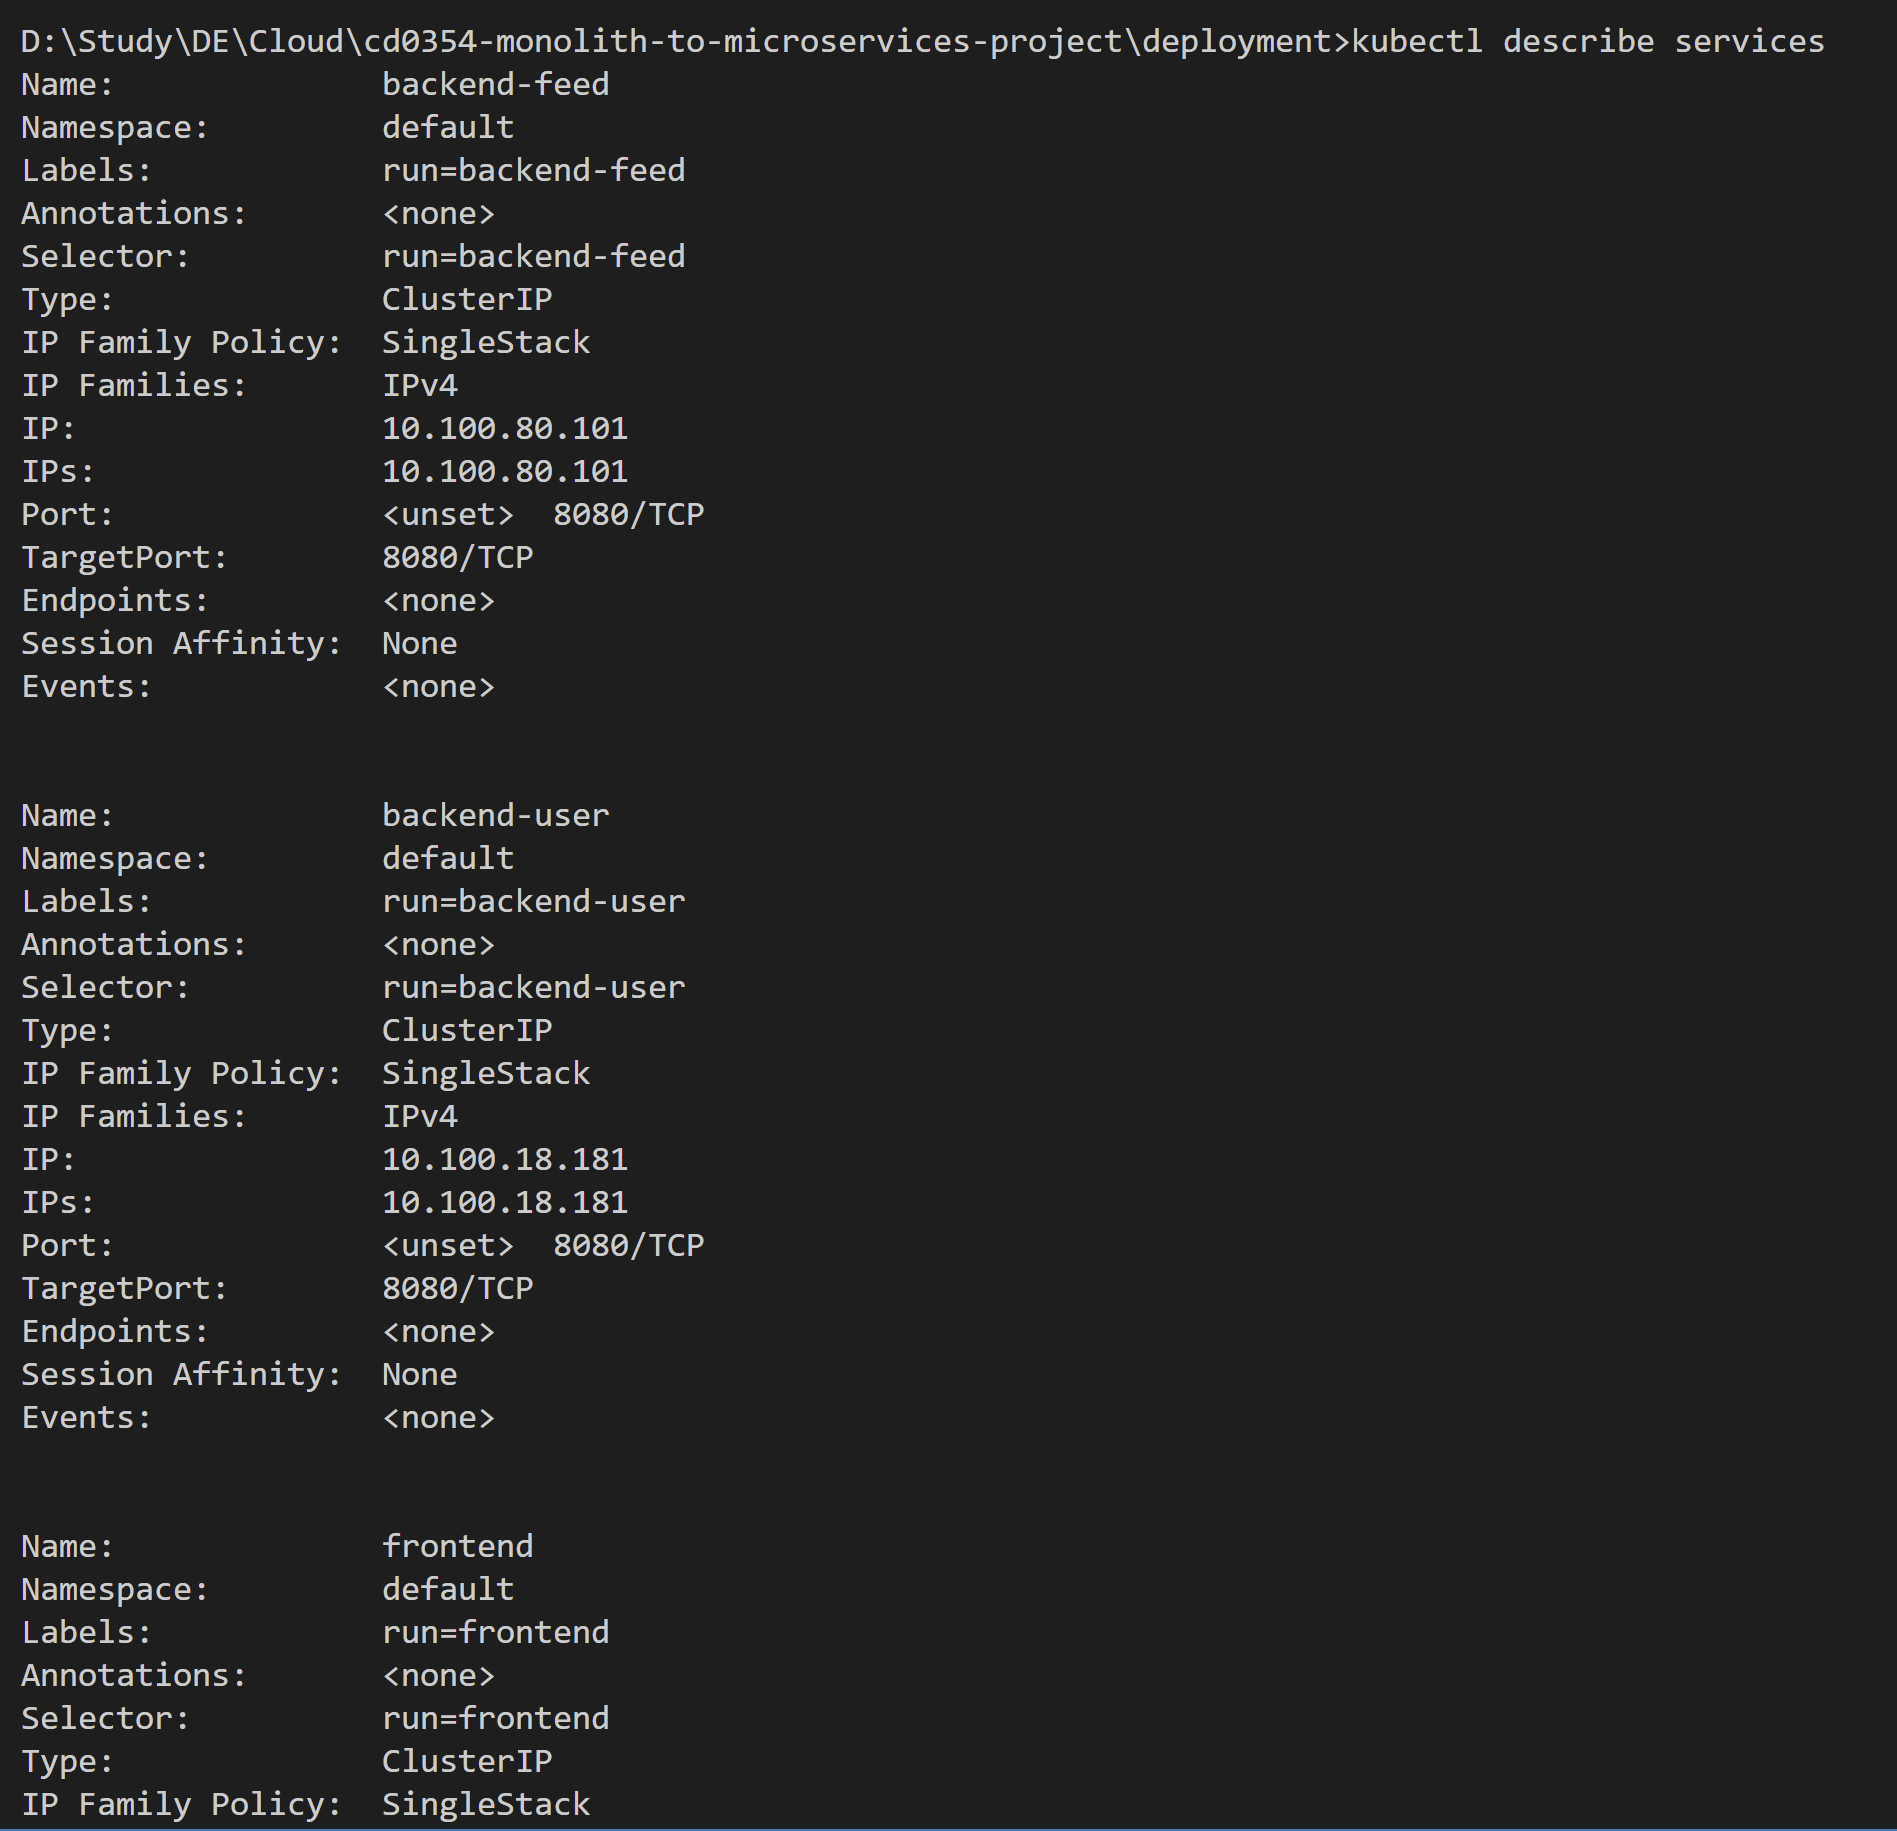 D:\Study\DE\Cloud\cd0354-monolith-to-microservices-project\deployment>kubectl describe services
Name:              backend-feed
Namespace:         default
Labels:            run=backend-feed
Annotations:       <none>
Selector:          run=backend-feed
Type:              ClusterIP
IP Family Policy:  SingleStack
IP Families:       IPv4
IP:                10.100.80.101
IPs:               10.100.80.101
Port:              <unset>  8080/TCP
TargetPort:        8080/TCP
Endpoints:         <none>
Session Affinity:  None
Events:            <none>

Name:              backend-user
Namespace:         default
Labels:            run=backend-user
Annotations:       <none>
Selector:          run=backend-user
Type:              ClusterIP
IP Family Policy:  SingleStack
IP Families:       IPv4
IP:                10.100.18.181
IPs:               10.100.18.181
Port:              <unset>  8080/TCP
TargetPort:        8080/TCP
Endpoints:         <none>
Session Affinity:  None
Events:            <none>

Name:              frontend
Namespace:         default
Labels:            run=frontend
Annotations:       <none>
Selector:          run=frontend
Type:              ClusterIP
IP Family Policy:  SingleStack